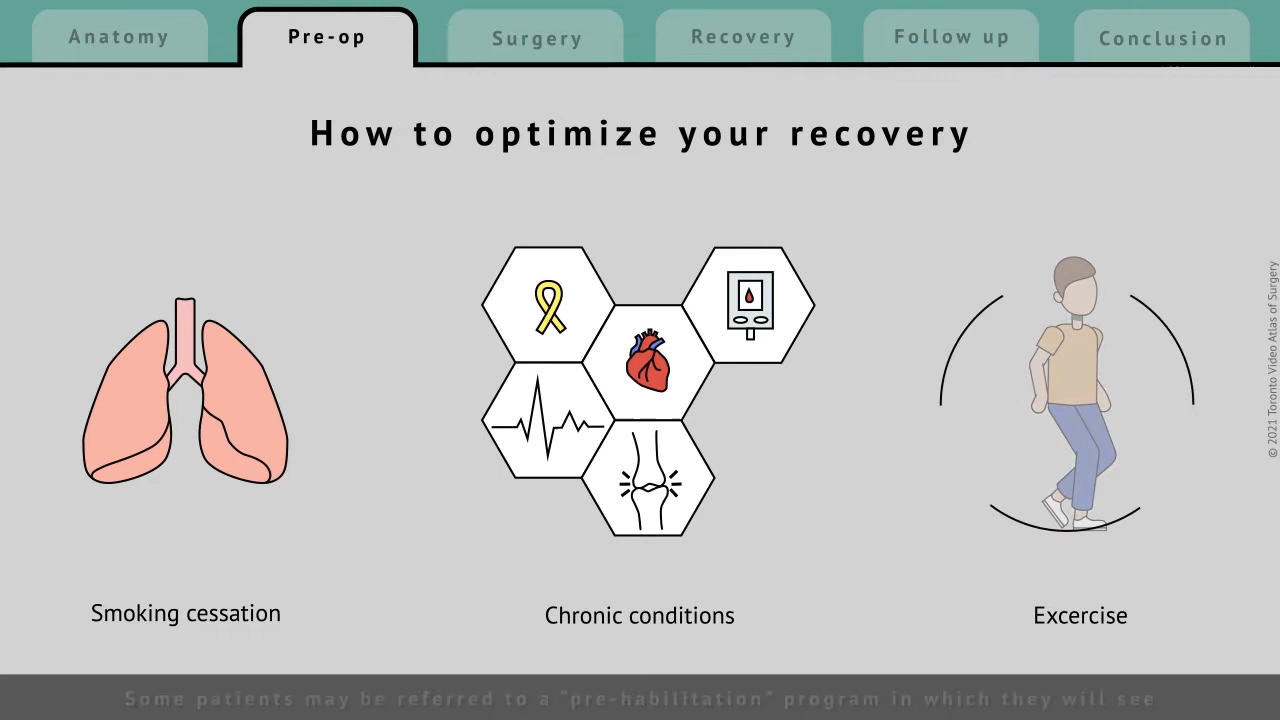 Anatomy
Pre-op
Surgery
Recovery
Follow up
Conclusion
How to optimize your recovery
© 2021 Toronto Video Atlas of Surgery
Smoking cessation
Chronic conditions
Excercise
Some patients may be referred to a "pre-habilitation" program in which they will see